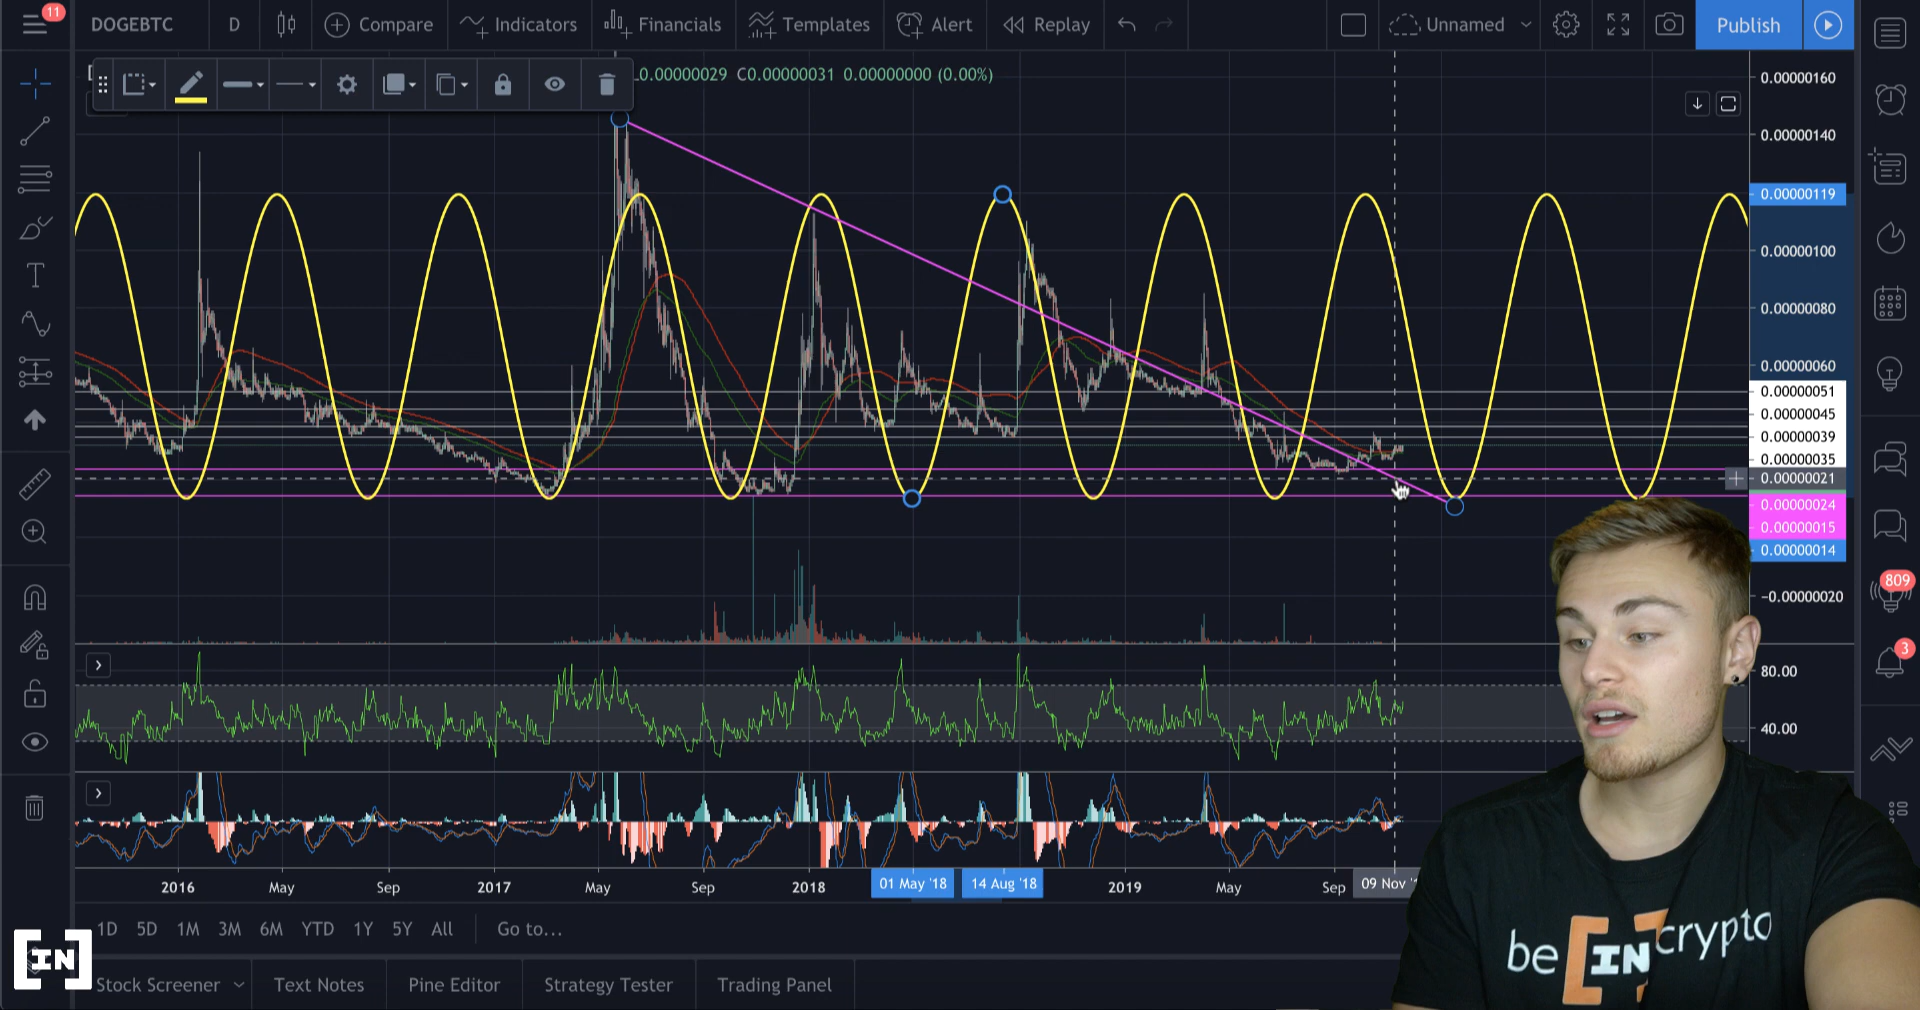 11
DOGEBTC D Compare Indicators Financials Templates Alert Replay Unnamed Publish
0.00000029 C0.00000031 0.00000000 (0.00%)
0.00000160
0.00000140
0.00000119
0.00000100
0.00000080
0.00000060
0.00000051
0.00000045
0.00000039
0.00000035
0.00000021
0.00000024
0.00000015
0.00000014
-0.00000020
809
3
80.00
40.00
2016 May Sep 2017 May Sep 2018 01 May '18 14 Aug '18 2019 May Sep 09 Nov '1
1D 5D 1M 3M 6M YTD 1Y 5Y All Go to...
IN
Stock Screener Text Notes Pine Editor Strategy Tester Trading Panel
be IN crypto